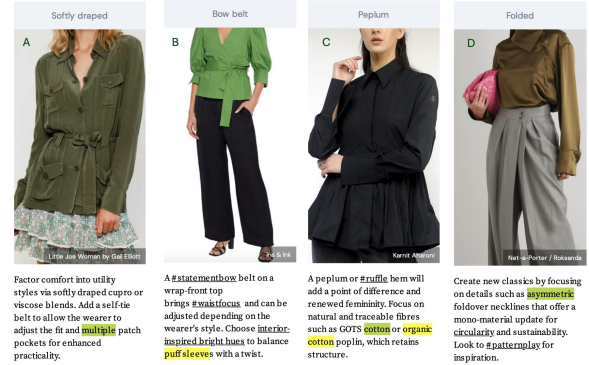 Softly draped
A
Little Joe Woman by Gail Elliott
Factor comfort into utility
styles via softly draped cupro or
viscose blends. Add a self-tie
belt to allow the wearer to
adjust the fit and multiple patch
pockets for enhanced
practicality.
Bow belt
B
Iris & Ink
A #statementbow belt on a
wrap-front top
brings #waistfocus and can be
adjusted depending on the
wearer's style. Choose interior-
inspired bright hues to balance
puff sleeves with a twist.
Peplum
C
Karnit Aharoni
A peplum or #ruffle hem will
add a point of difference and
renewed femininity. Focus on
natural and traceable fibres
such as GOTS cotton or organic
cotton poplin, which retains
structure.
Folded
D
Net-a-Porter / Roksanda
Create new classics by focusing
on details such as asymmetric
foldover necklines that offer a
mono-material update for
circularity and sustainability.
Look to #patternplay for
inspiration.